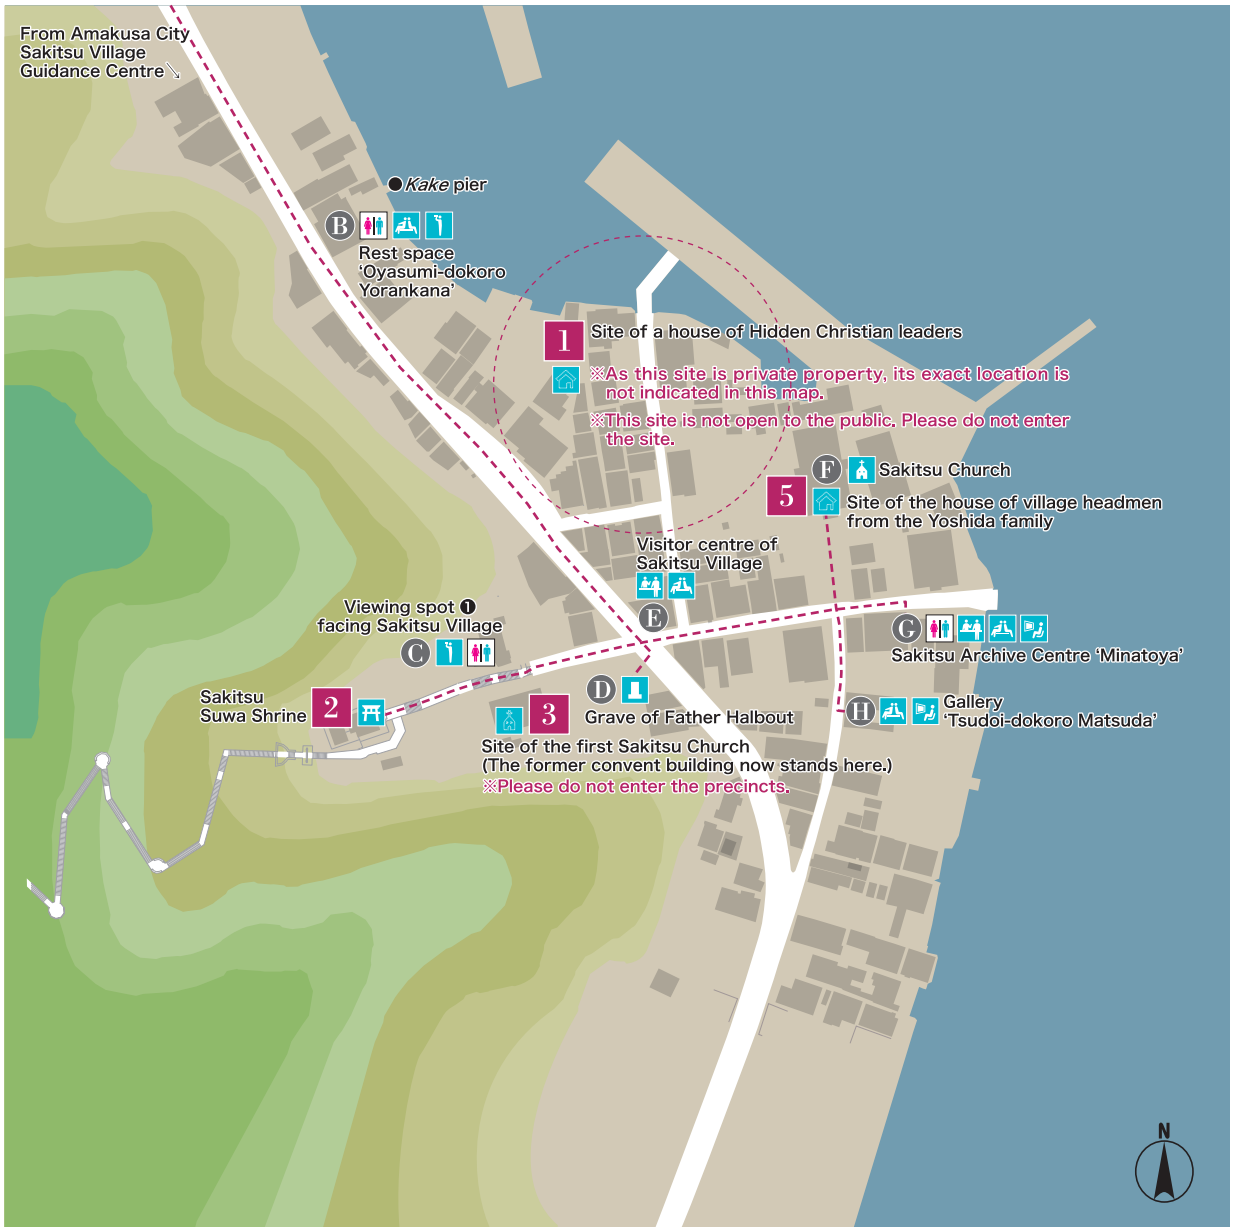 From Amakusa City
Sakitsu Village
Guidance Centre
Kake pier
B
Rest space
‘Oyasumi-dokoro
Yorankana’
1
Site of a house of Hidden Christian leaders
※As this site is private property, its exact location is
not indicated in this map.
※This site is not open to the public. Please do not enter
the site.
F
Sakitsu Church
5
Site of the house of village headmen
from the Yoshida family
Visitor centre of
Sakitsu Village
E
Viewing spot ❶
facing Sakitsu Village
C
G
Sakitsu Archive Centre ‘Minatoya’
Sakitsu
Suwa Shrine
2
D
Grave of Father Halbout
H
Gallery
‘Tsudoi-dokoro Matsuda’
3
Site of the first Sakitsu Church
(The former convent building now stands here.)
※Please do not enter the precincts.
N